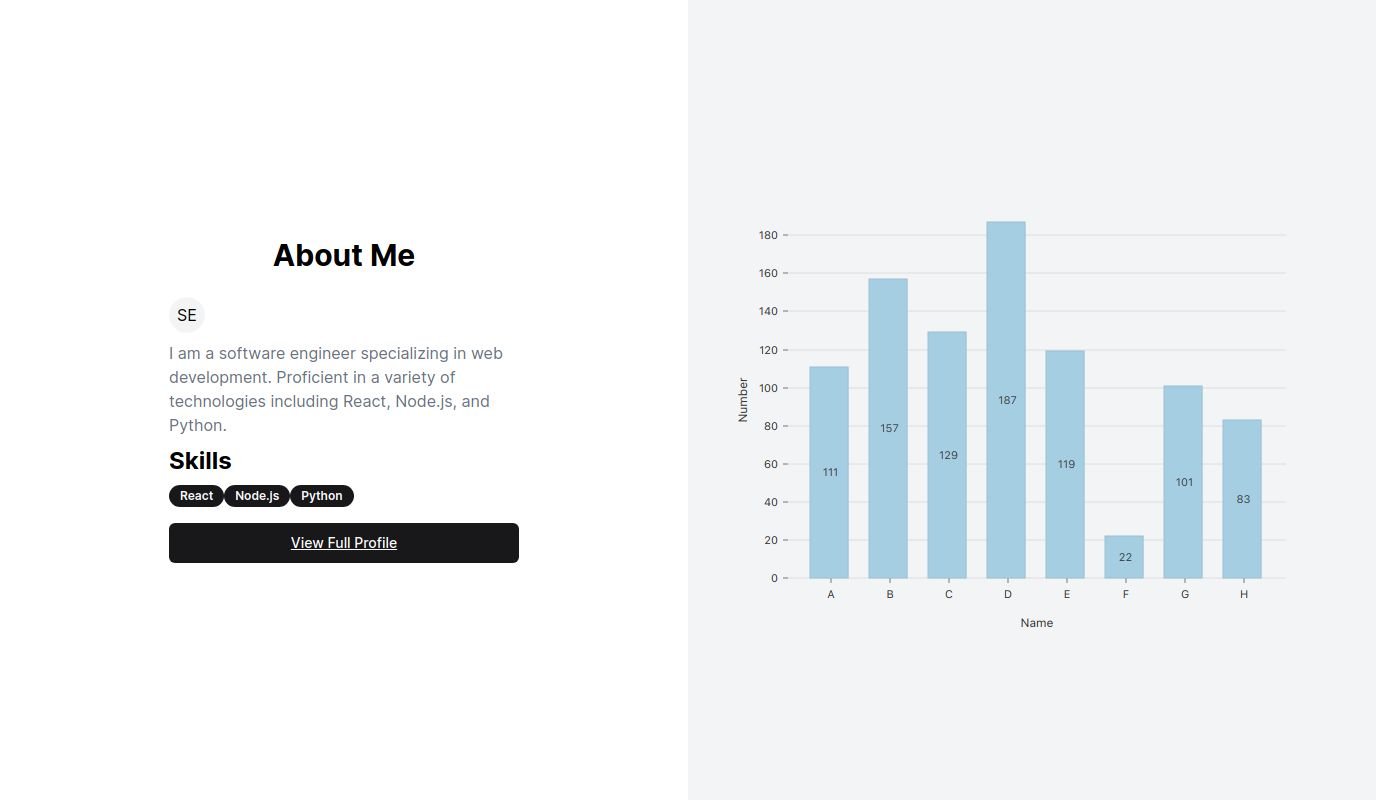 About Me
SE
I am a software engineer specializing in web
development. Proficient in a variety of
technologies including React, Node.js, and
Python.
Skills
React Node.js Python
View Full Profile
Number
180
160
140
120
100
80
60
40
20
0
111
157
129
187
119
22
101
83
A B C D E F G H
Name